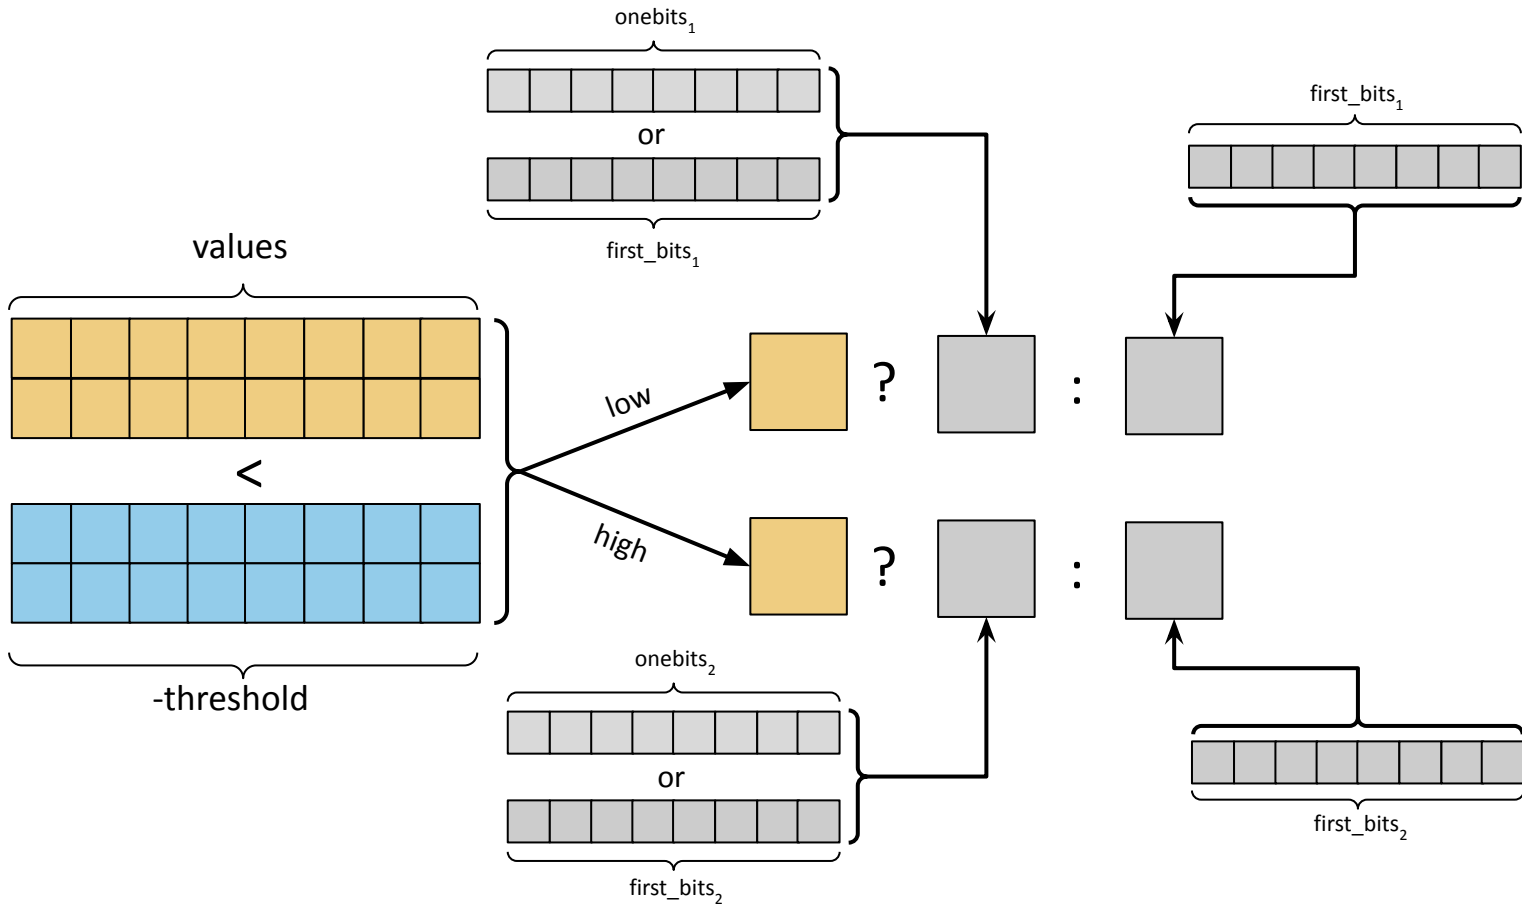 onebits₁
or
first_bits₁
first_bits₁
values
<
-threshold
low
high
? :
? :
onebits₂
or
first_bits₂
first_bits₂